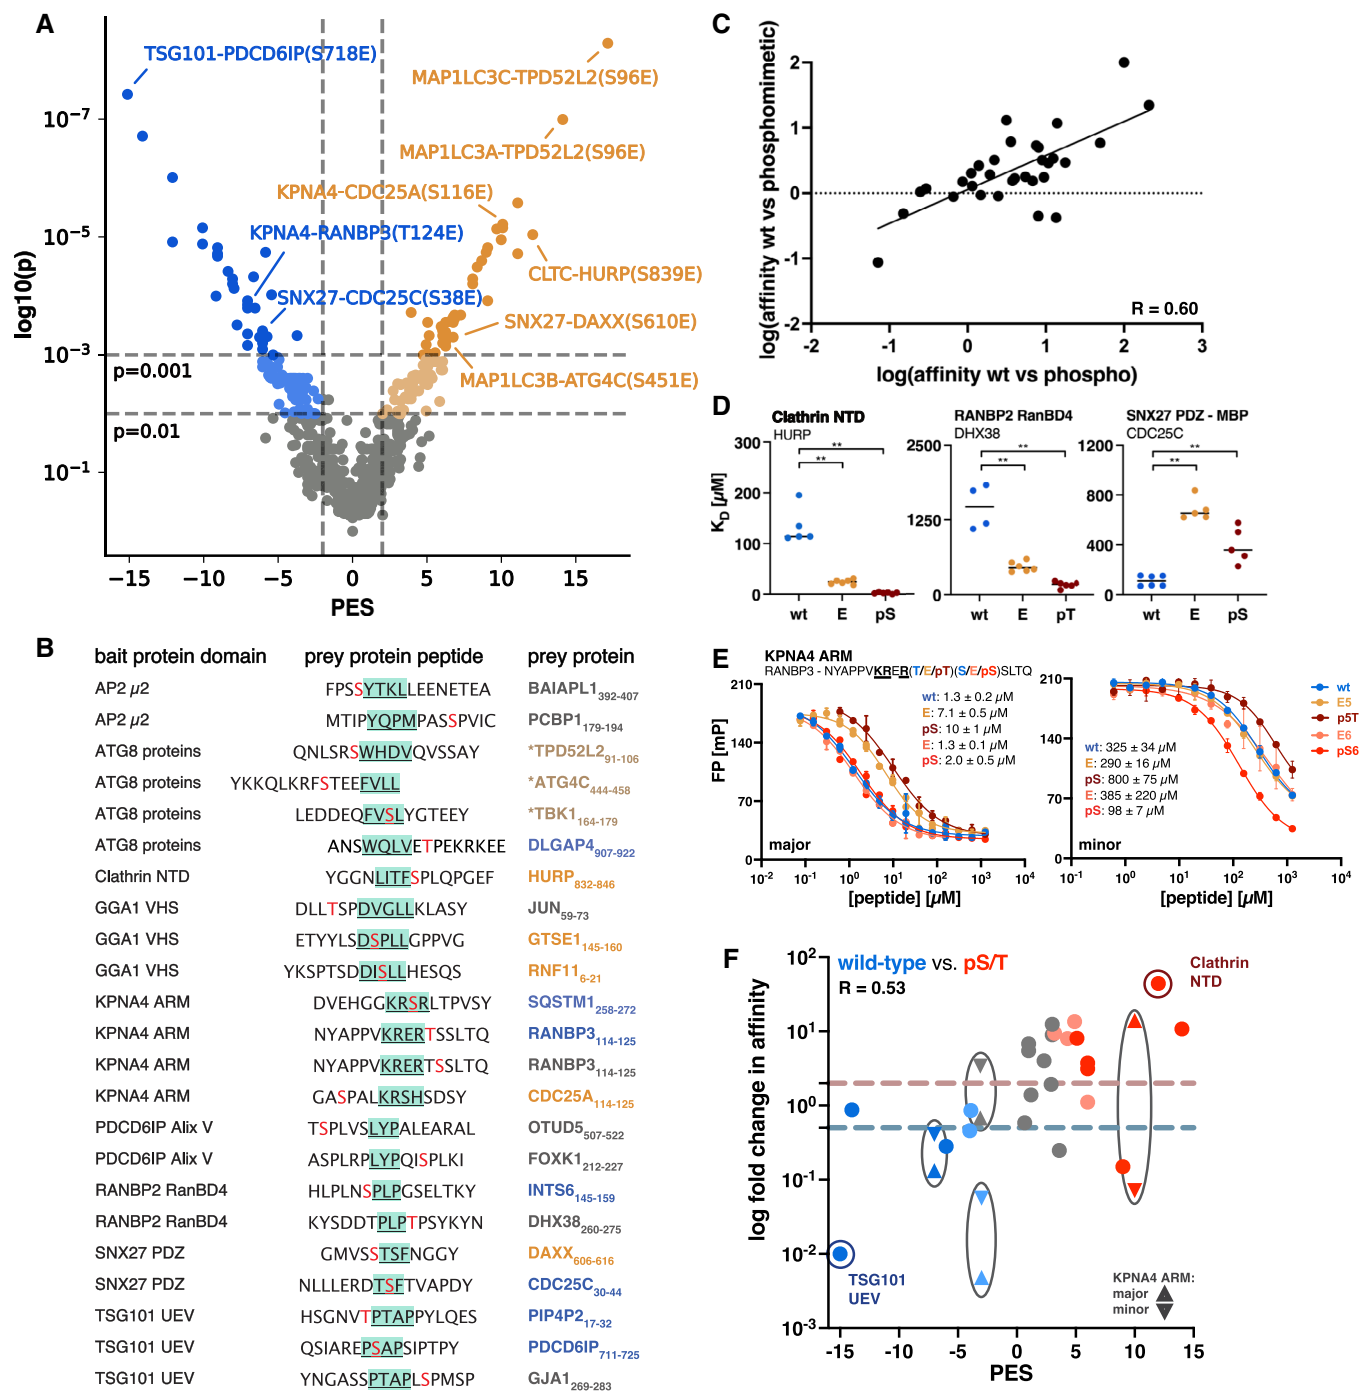 A
TSG101-PDCD6IP(S718E)
MAP1LC3C-TPD52L2(S96E)
MAP1LC3A-TPD52L2(S96E)
KPNA4-CDC25A(S116E)
KPNA4-RANBP3(T124E)
CLTC-HURP(S839E)
SNX27-CDC25C(S38E)
SNX27-DAXX(S610E)
MAP1LC3B-ATG4C(S451E)
p=0.001
p=0.01
log10(p)
10-7
10-5
10-3
10-1
−15 −10 −5 0 5 10 15
PES
B
bait protein domain prey protein peptide prey protein
AP2 µ2 FPSSYTKLLEENETEA BAIAPL1392-407
AP2 µ2 MTIPYQPMPASSPVIC PCBP1179-194
ATG8 proteins QNLSRSWHDVQVSSAY *TPD52L291-106
ATG8 proteins YKKQLKRFSTEEFVLL *ATG4C444-458
ATG8 proteins LEDDEQFVSLYGTEEY *TBK1164-179
ATG8 proteins ANSWQLVETPEKRKEE DLGAP4907-922
Clathrin NTD YGGNLITFSPLQPGEF HURP832-846
GGA1 VHS DLLTSPDVGLLKLASY JUN59-73
GGA1 VHS ETYYLSDSPLLGPPVG GTSE1145-160
GGA1 VHS YKSPTSDDISLLHESQS RNF116-21
KPNA4 ARM DVEHGGKRSRLTPVSY SQSTM1258-272
KPNA4 ARM NYAPPVKRERTSSLTQ RANBP3114-125
KPNA4 ARM NYAPPVKRERTSSLTQ RANBP3114-125
KPNA4 ARM GASPALKRSHSDSY CDC25A114-125
PDCD6IP Alix V TSPLVSLYPALEARAL OTUD5507-522
PDCD6IP Alix V ASPLRPLYPQISPLKI FOXK1212-227
RANBP2 RanBD4 HLPLNSPLPGSELTKY INTS6145-159
RANBP2 RanBD4 KYSDDTPLPTPSYKYN DHX38260-275
SNX27 PDZ GMVSSTSFNGGY DAXX606-616
SNX27 PDZ NLLLERDTSFTVAPDY CDC25C30-44
TSG101 UEV HSGNVTPTAPPYLQES PIP4P217-32
TSG101 UEV QSIAREPSAPSIPTPY PDCD6IP711-725
TSG101 UEV YNGASSPTAPLSPMSP GJA1269-283
C
log(affinity wt vs phosphomimetic)
2
1
0
-1
-2
-2 -1 0 1 2 3
R = 0.60
log(affinity wt vs phospho)
D
Clathrin NTD
HURP
KD [µM]
300
200
100
0
** **
wt E pS
RANBP2 RanBD4
DHX38
2500
1250
0
** **
wt E pT
SNX27 PDZ - MBP
CDC25C
1200
800
400
0
** **
wt E pS
E
KPNA4 ARM
RANBP3 - NYAPPVKRER(T/E/pT)(S/E/pS)SLTQ
FP [mP]
210
140
70
0
wt: 1.3 ± 0.2 µM
E: 7.1 ± 0.5 µM
pS: 10 ± 1 µM
E: 1.3 ± 0.1 µM
pS: 2.0 ± 0.5 µM
major
10-2 10-1 100 101 102 103 104
[peptide] [µM]
210
140
70
0
wt: 325 ± 34 µM
E: 290 ± 16 µM
pS: 800 ± 75 µM
E: 385 ± 220 µM
pS: 98 ± 7 µM
minor
10-1 100 101 102 103 104
[peptide] [µM]
wt
E5
p5T
E6
pS6
F
wild-type vs. pS/T
R = 0.53
Clathrin
NTD
log fold change in affinity
102
101
100
10-1
10-2
10-3
TSG101
UEV
KPNA4 ARM:
major
minor
-15 -10 -5 0 5 10 15
PES